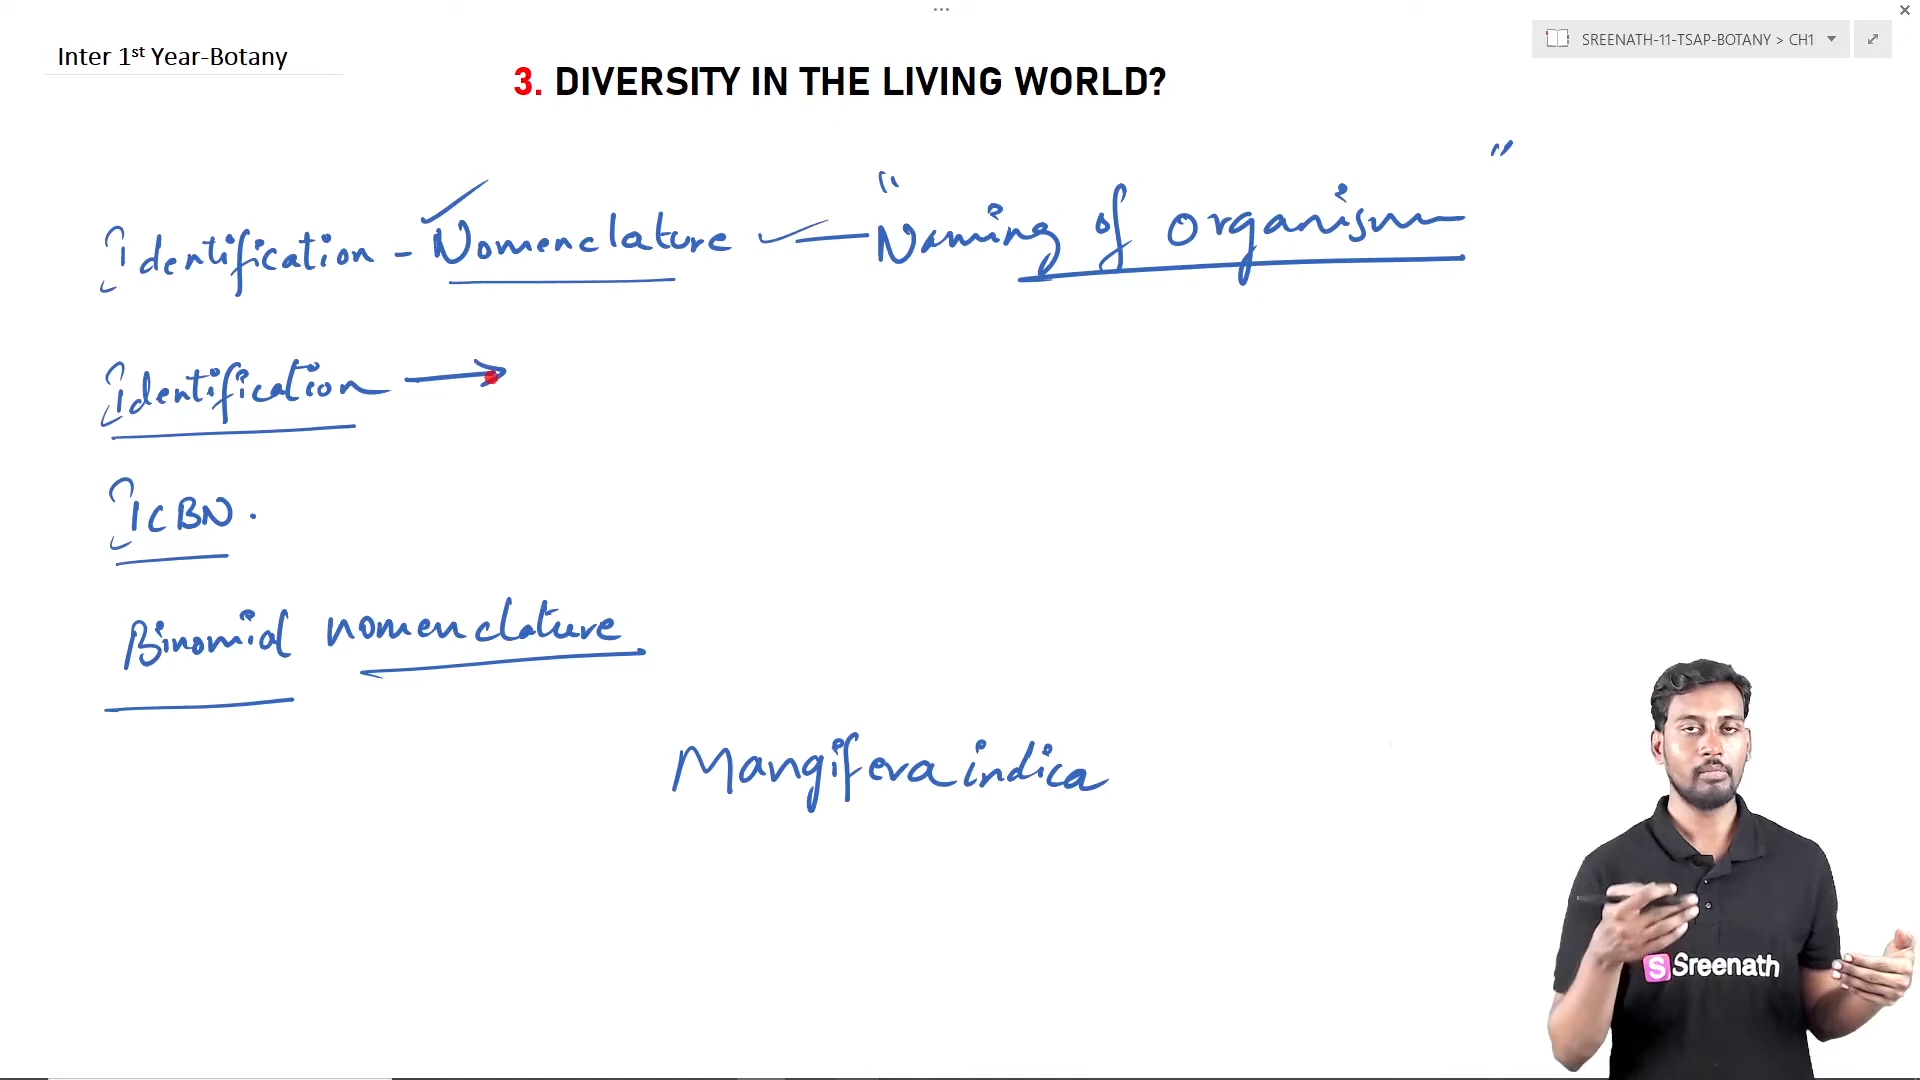 Inter 1st Year-Botany
SREENATH-11-TSAP-BOTANY > CH1
3. DIVERSITY IN THE LIVING WORLD?
Identification - Nomenclature — "Naming of organism"
Identification →
ICBN.
Binomial nomenclature
Mangifera indica
S Sreenath